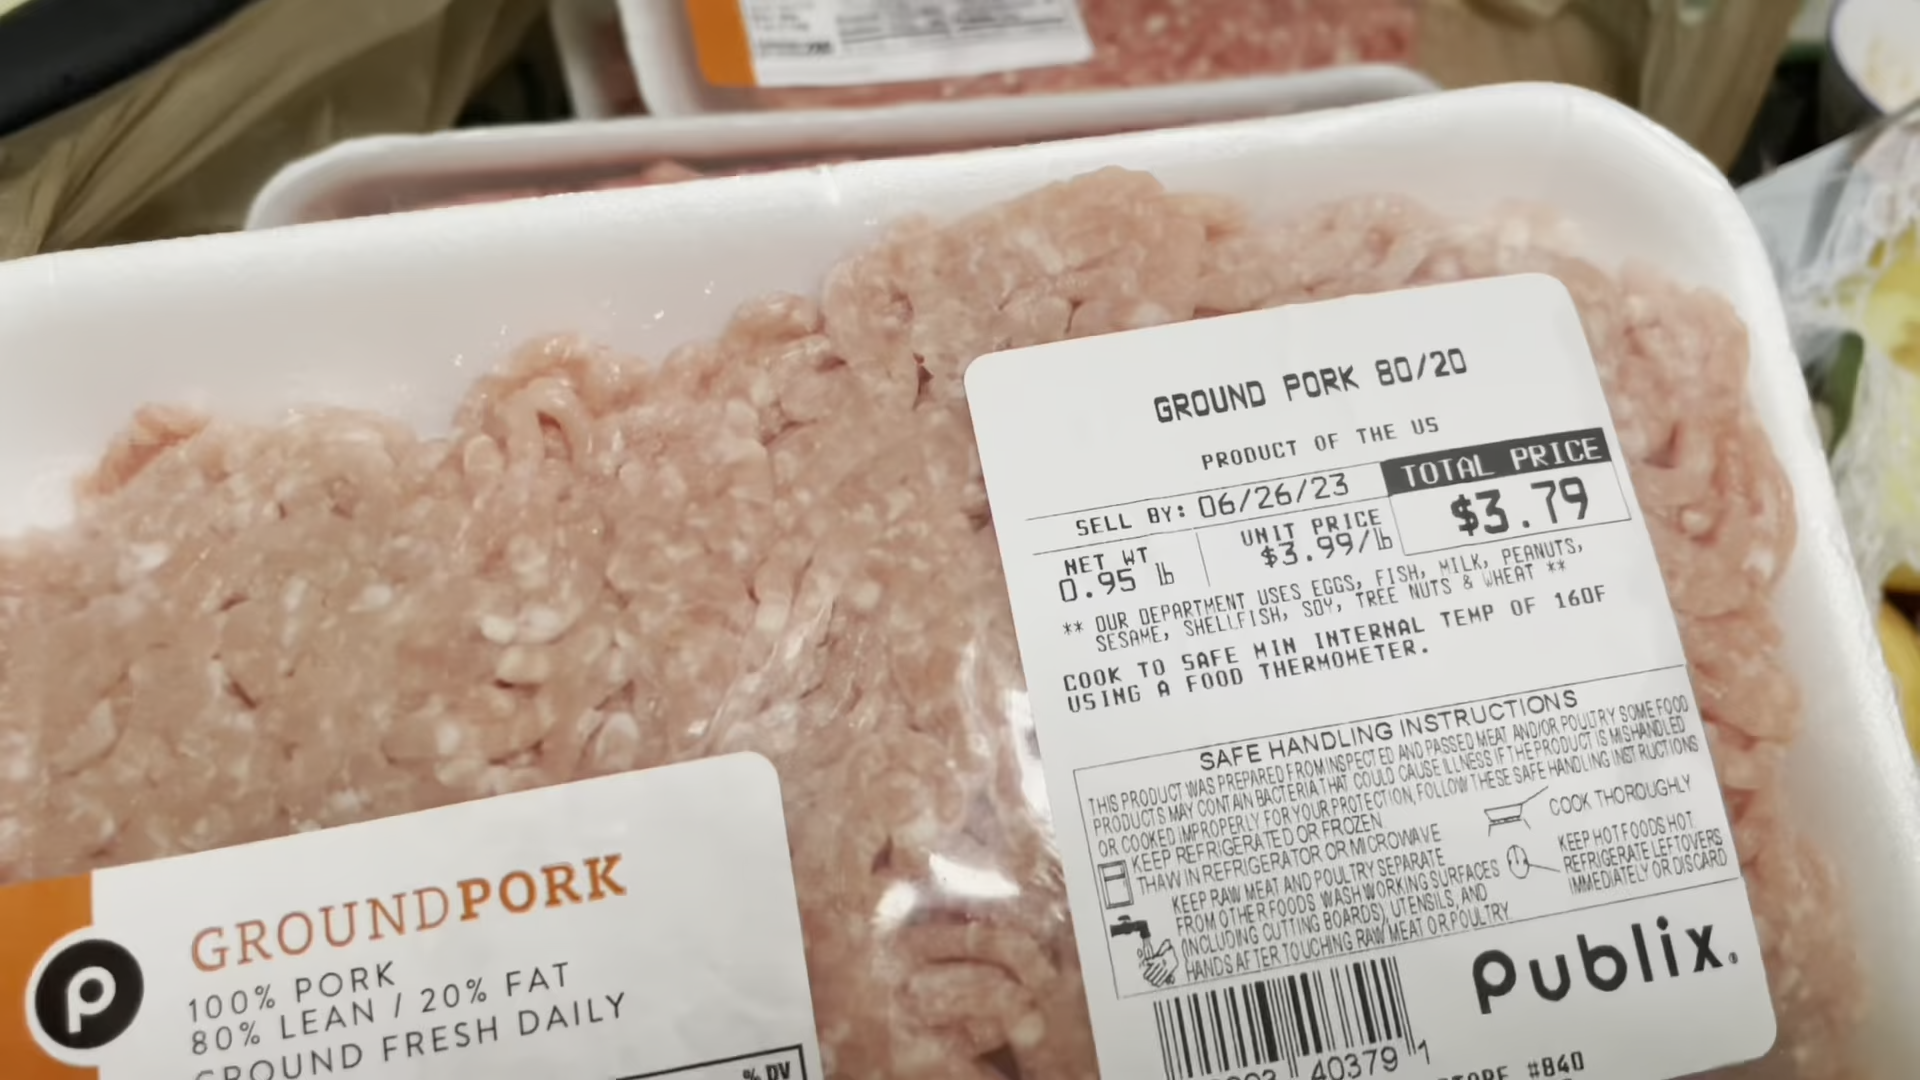 GROUND PORK 80/20
PRODUCT OF THE US
SELL BY: 06/26/23
TOTAL PRICE
$3.79
NET WT
0.95 lb
UNIT PRICE
$3.99/lb
** OUR DEPARTMENT USES EGGS, FISH, MILK, PEANUTS,
SESAME, SHELLFISH, SOY, TREE NUTS & WHEAT **
COOK TO SAFE MIN INTERNAL TEMP OF 160F
USING A FOOD THERMOMETER.
SAFE HANDLING INSTRUCTIONS
THIS PRODUCT WAS PREPARED FROM INSPECTED AND PASSED MEAT AND/OR POULTRY SOME FOOD
PRODUCTS MAY CONTAIN BACTERIA THAT COULD CAUSE ILLNESS IF THE PRODUCT IS MISHANDLED
OR COOKED IMPROPERLY FOR YOUR PROTECTION, FOLLOW THESE SAFE HANDLING INSTRUCTIONS
KEEP REFRIGERATED OR FROZEN
THAW IN REFRIGERATOR OR MICROWAVE
COOK THOROUGHLY
KEEP RAW MEAT AND POULTRY SEPARATE
FROM OTHER FOODS WASH WORKING SURFACES
(INCLUDING CUTTING BOARDS), UTENSILS, AND
HANDS AFTER TOUCHING RAW MEAT OR POULTRY
KEEP HOT FOODS HOT
REFRIGERATE LEFTOVERS
IMMEDIATELY OR DISCARD
Publix.
40379 1
#840
GROUNDPORK
100% PORK
80% LEAN / 20% FAT
GROUND FRESH DAILY
% DV